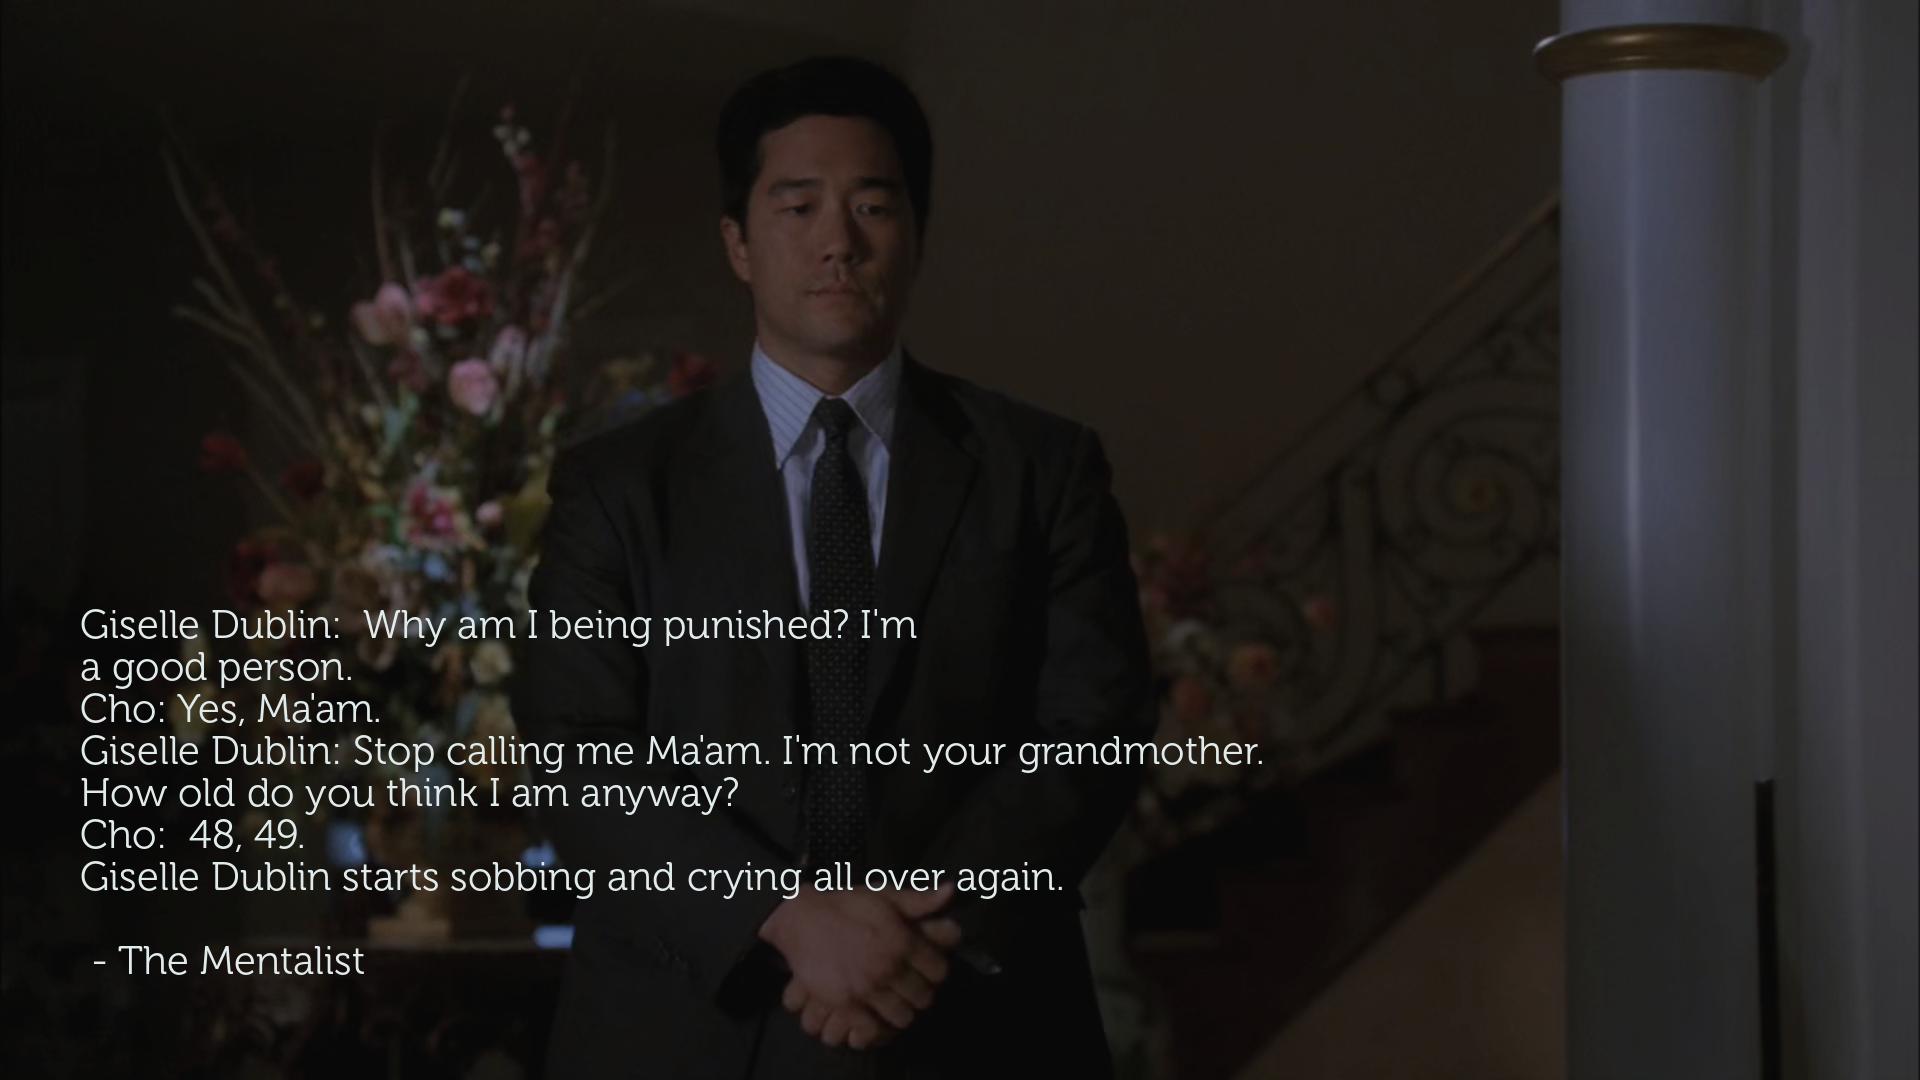 Giselle Dublin:  Why am I being punished? I'm
a good person.
Cho: Yes, Ma'am.
Giselle Dublin: Stop calling me Ma'am. I'm not your grandmother.
How old do you think I am anyway?
Cho:  48, 49.
Giselle Dublin starts sobbing and crying all over again.
- The Mentalist